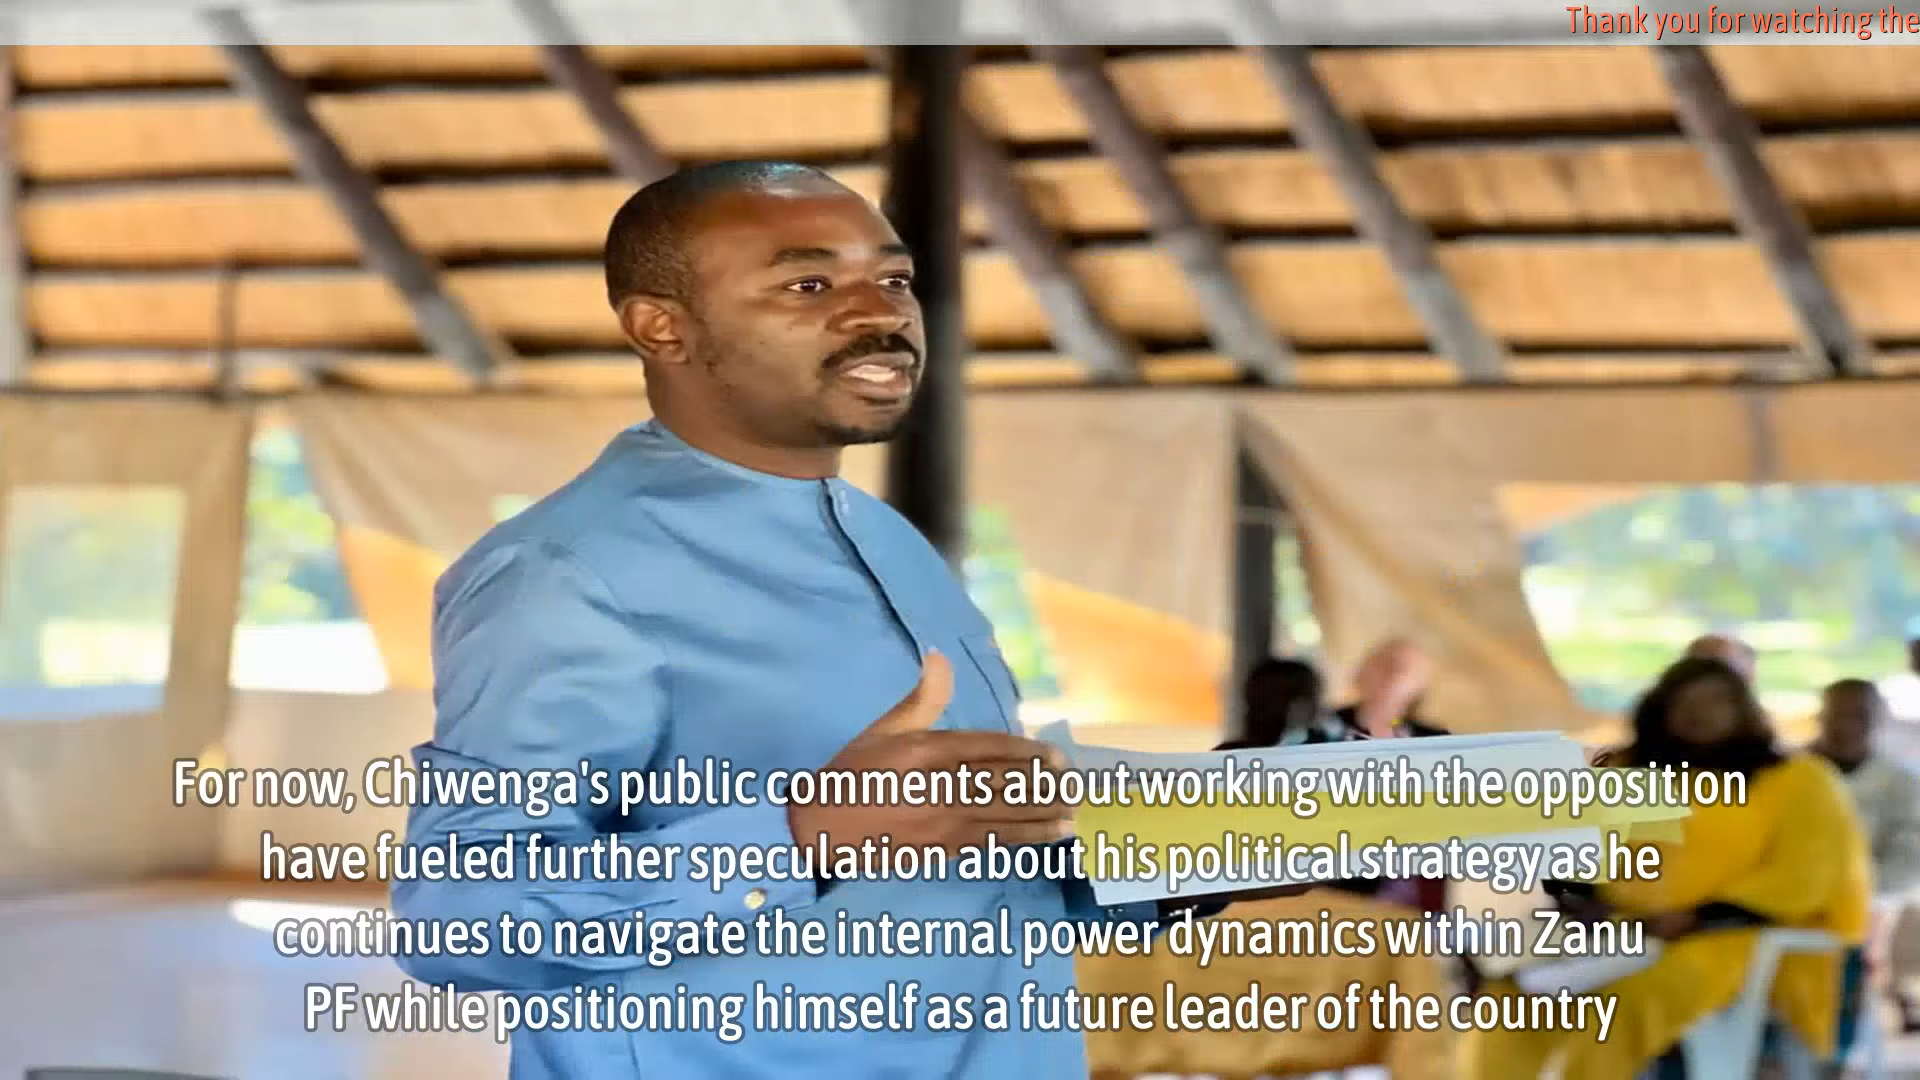 Thank you for watching the
For now, Chiwenga's public comments about working with the opposition
have fueled further speculation about his political strategy as he
continues to navigate the internal power dynamics within Zanu
PF while positioning himself as a future leader of the country